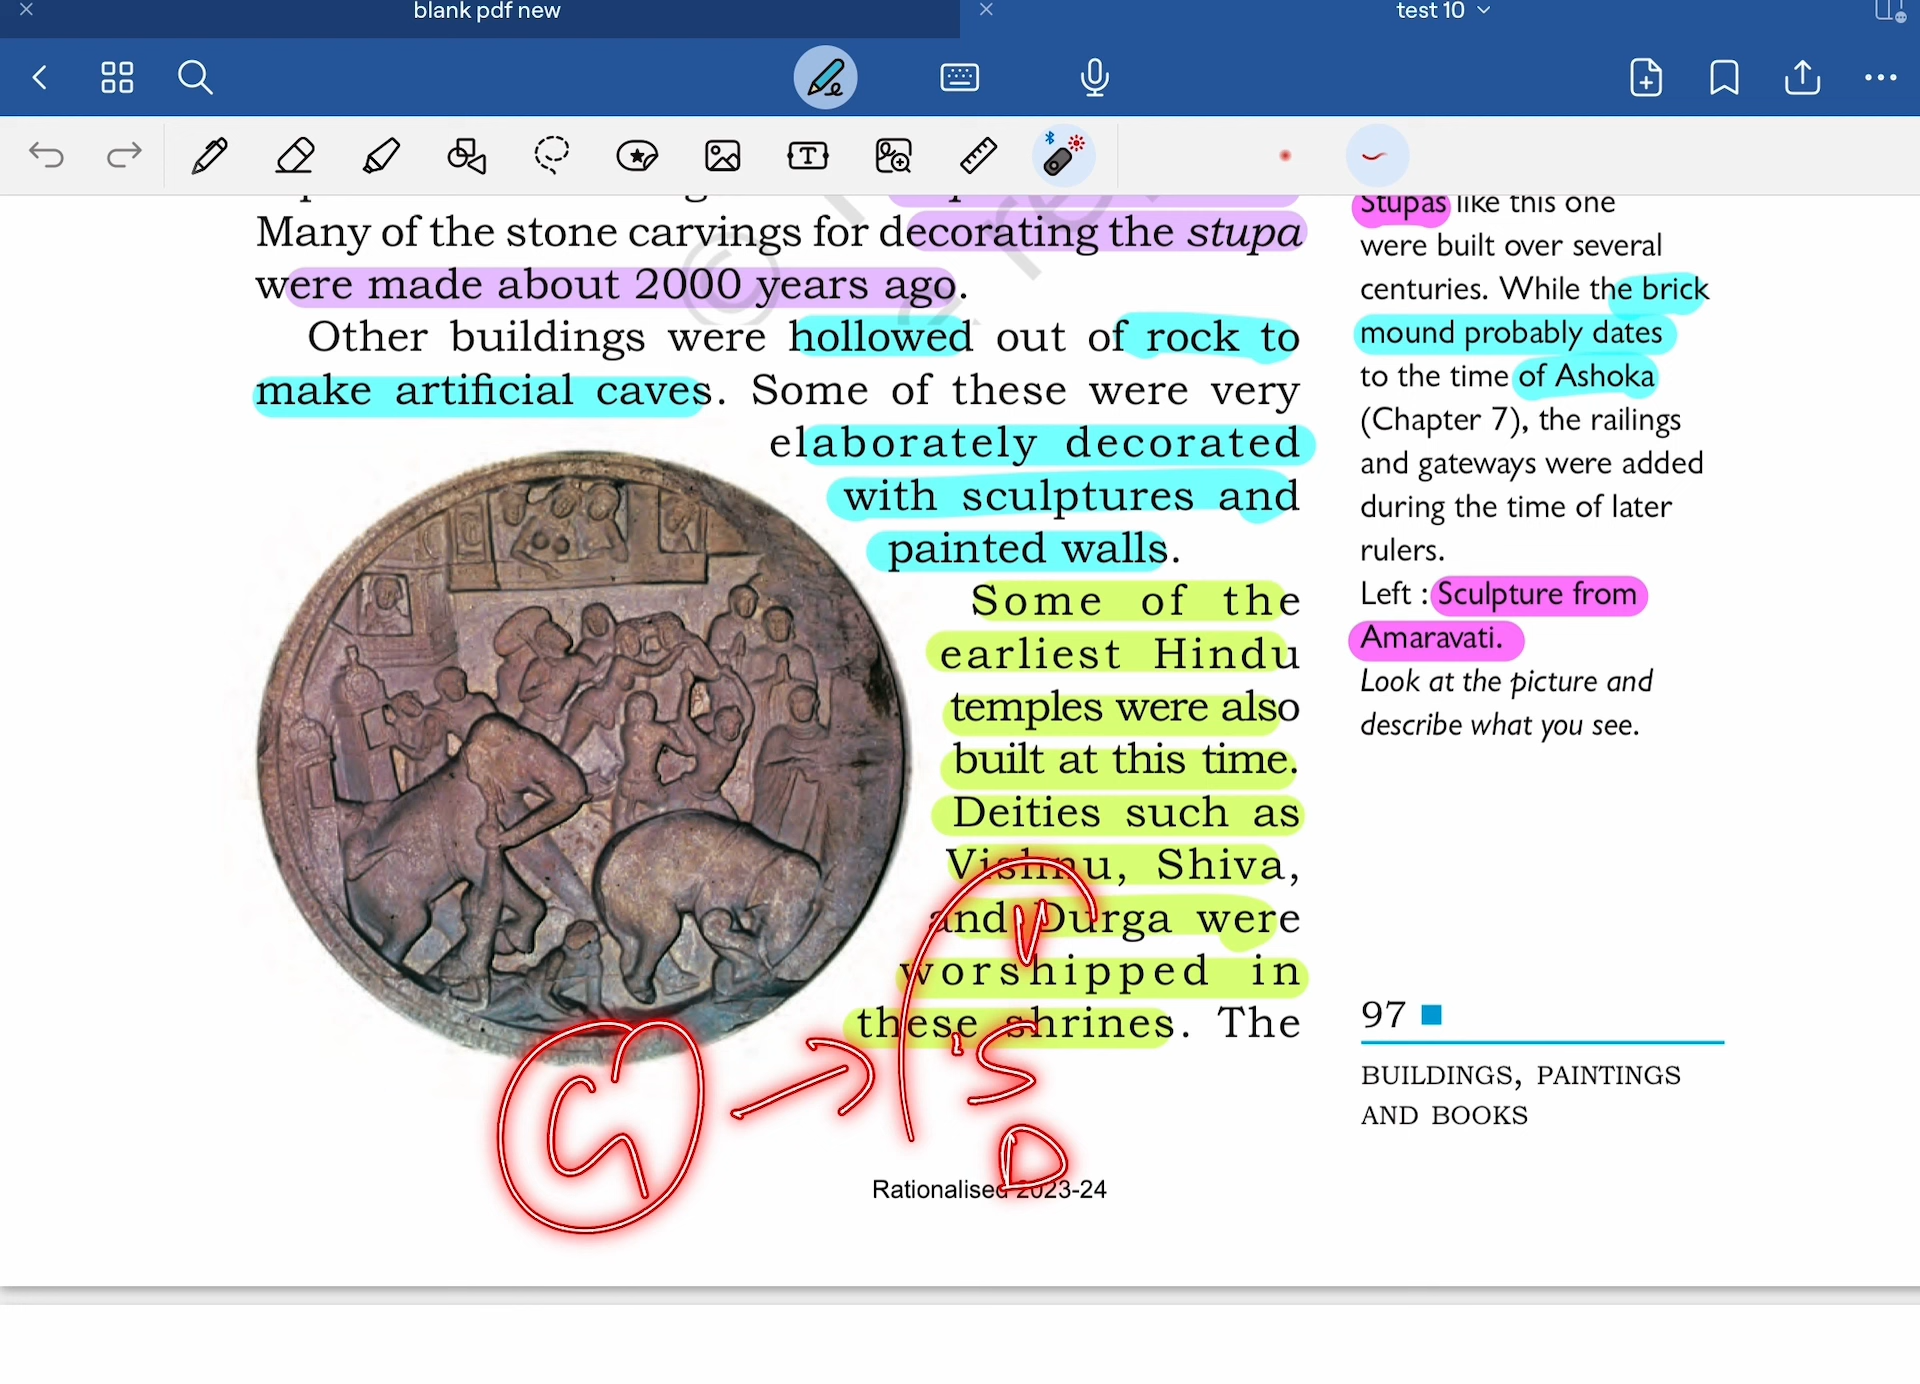 blank pdf new
test 10
Many of the stone carvings for decorating the stupa
were made about 2000 years ago.
Other buildings were hollowed out of rock to
make artificial caves. Some of these were very
elaborately decorated
with sculptures and
painted walls.
Some of the
earliest Hindu
temples were also
built at this time.
Deities such as
Vishnu, Shiva,
and Durga were
worshipped in
these shrines. The
Stupas like this one
were built over several
centuries. While the brick
mound probably dates
to the time of Ashoka
(Chapter 7), the railings
and gateways were added
during the time of later
rulers.
Left : Sculpture from
Amaravati.
Look at the picture and
describe what you see.
97
BUILDINGS, PAINTINGS
AND BOOKS
G
V
S
D
Rationalised 2023-24